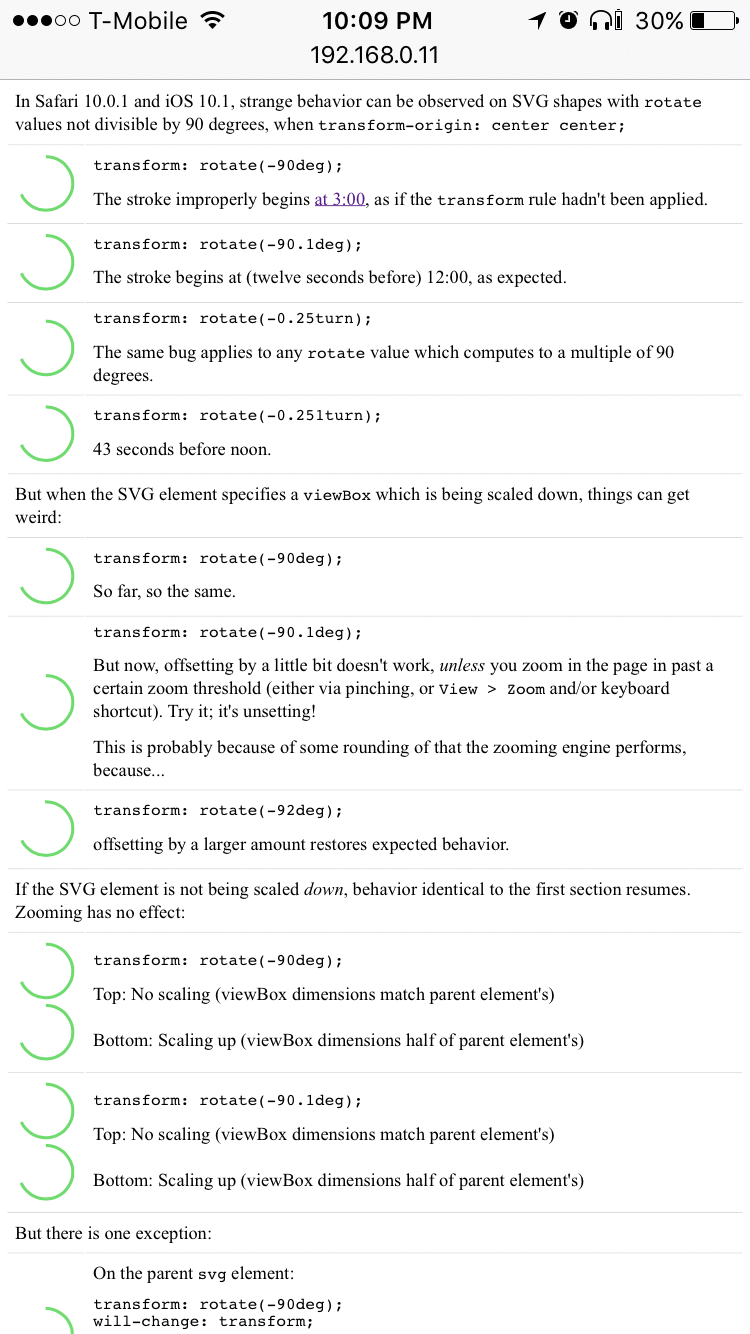 T-Mobile 10:09 PM 30%
192.168.0.11
In Safari 10.0.1 and iOS 10.1, strange behavior can be observed on SVG shapes with rotate
values not divisible by 90 degrees, when transform-origin: center center;
transform: rotate(-90deg);
The stroke improperly begins at 3:00, as if the transform rule hadn't been applied.
transform: rotate(-90.1deg);
The stroke begins at (twelve seconds before) 12:00, as expected.
transform: rotate(-0.25turn);
The same bug applies to any rotate value which computes to a multiple of 90
degrees.
transform: rotate(-0.251turn);
43 seconds before noon.
But when the SVG element specifies a viewBox which is being scaled down, things can get
weird:
transform: rotate(-90deg);
So far, so the same.
transform: rotate(-90.1deg);
But now, offsetting by a little bit doesn't work, unless you zoom in the page in past a
certain zoom threshold (either via pinching, or View > Zoom and/or keyboard
shortcut). Try it; it's unsetting!
This is probably because of some rounding of that the zooming engine performs,
because...
transform: rotate(-92deg);
offsetting by a larger amount restores expected behavior.
If the SVG element is not being scaled down, behavior identical to the first section resumes.
Zooming has no effect:
transform: rotate(-90deg);
Top: No scaling (viewBox dimensions match parent element's)
Bottom: Scaling up (viewBox dimensions half of parent element's)
transform: rotate(-90.1deg);
Top: No scaling (viewBox dimensions match parent element's)
Bottom: Scaling up (viewBox dimensions half of parent element's)
But there is one exception:
On the parent svg element:
transform: rotate(-90deg);
will-change: transform;